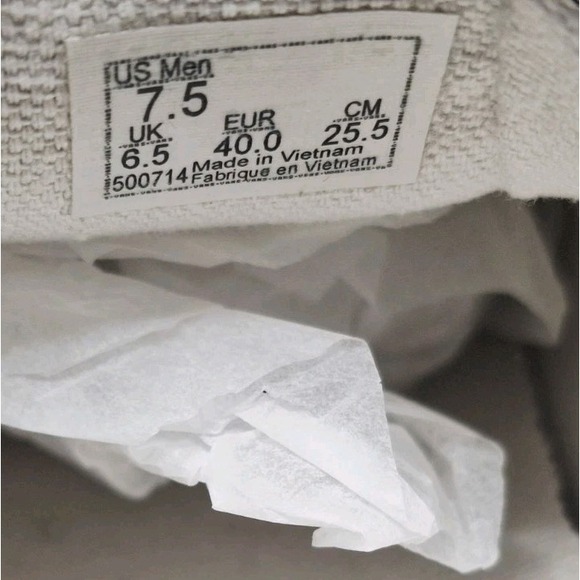 US Men
7.5
UK EUR CM
6.5 40.0 25.5
Made in Vietnam
500714 Fabrique en Vietnam